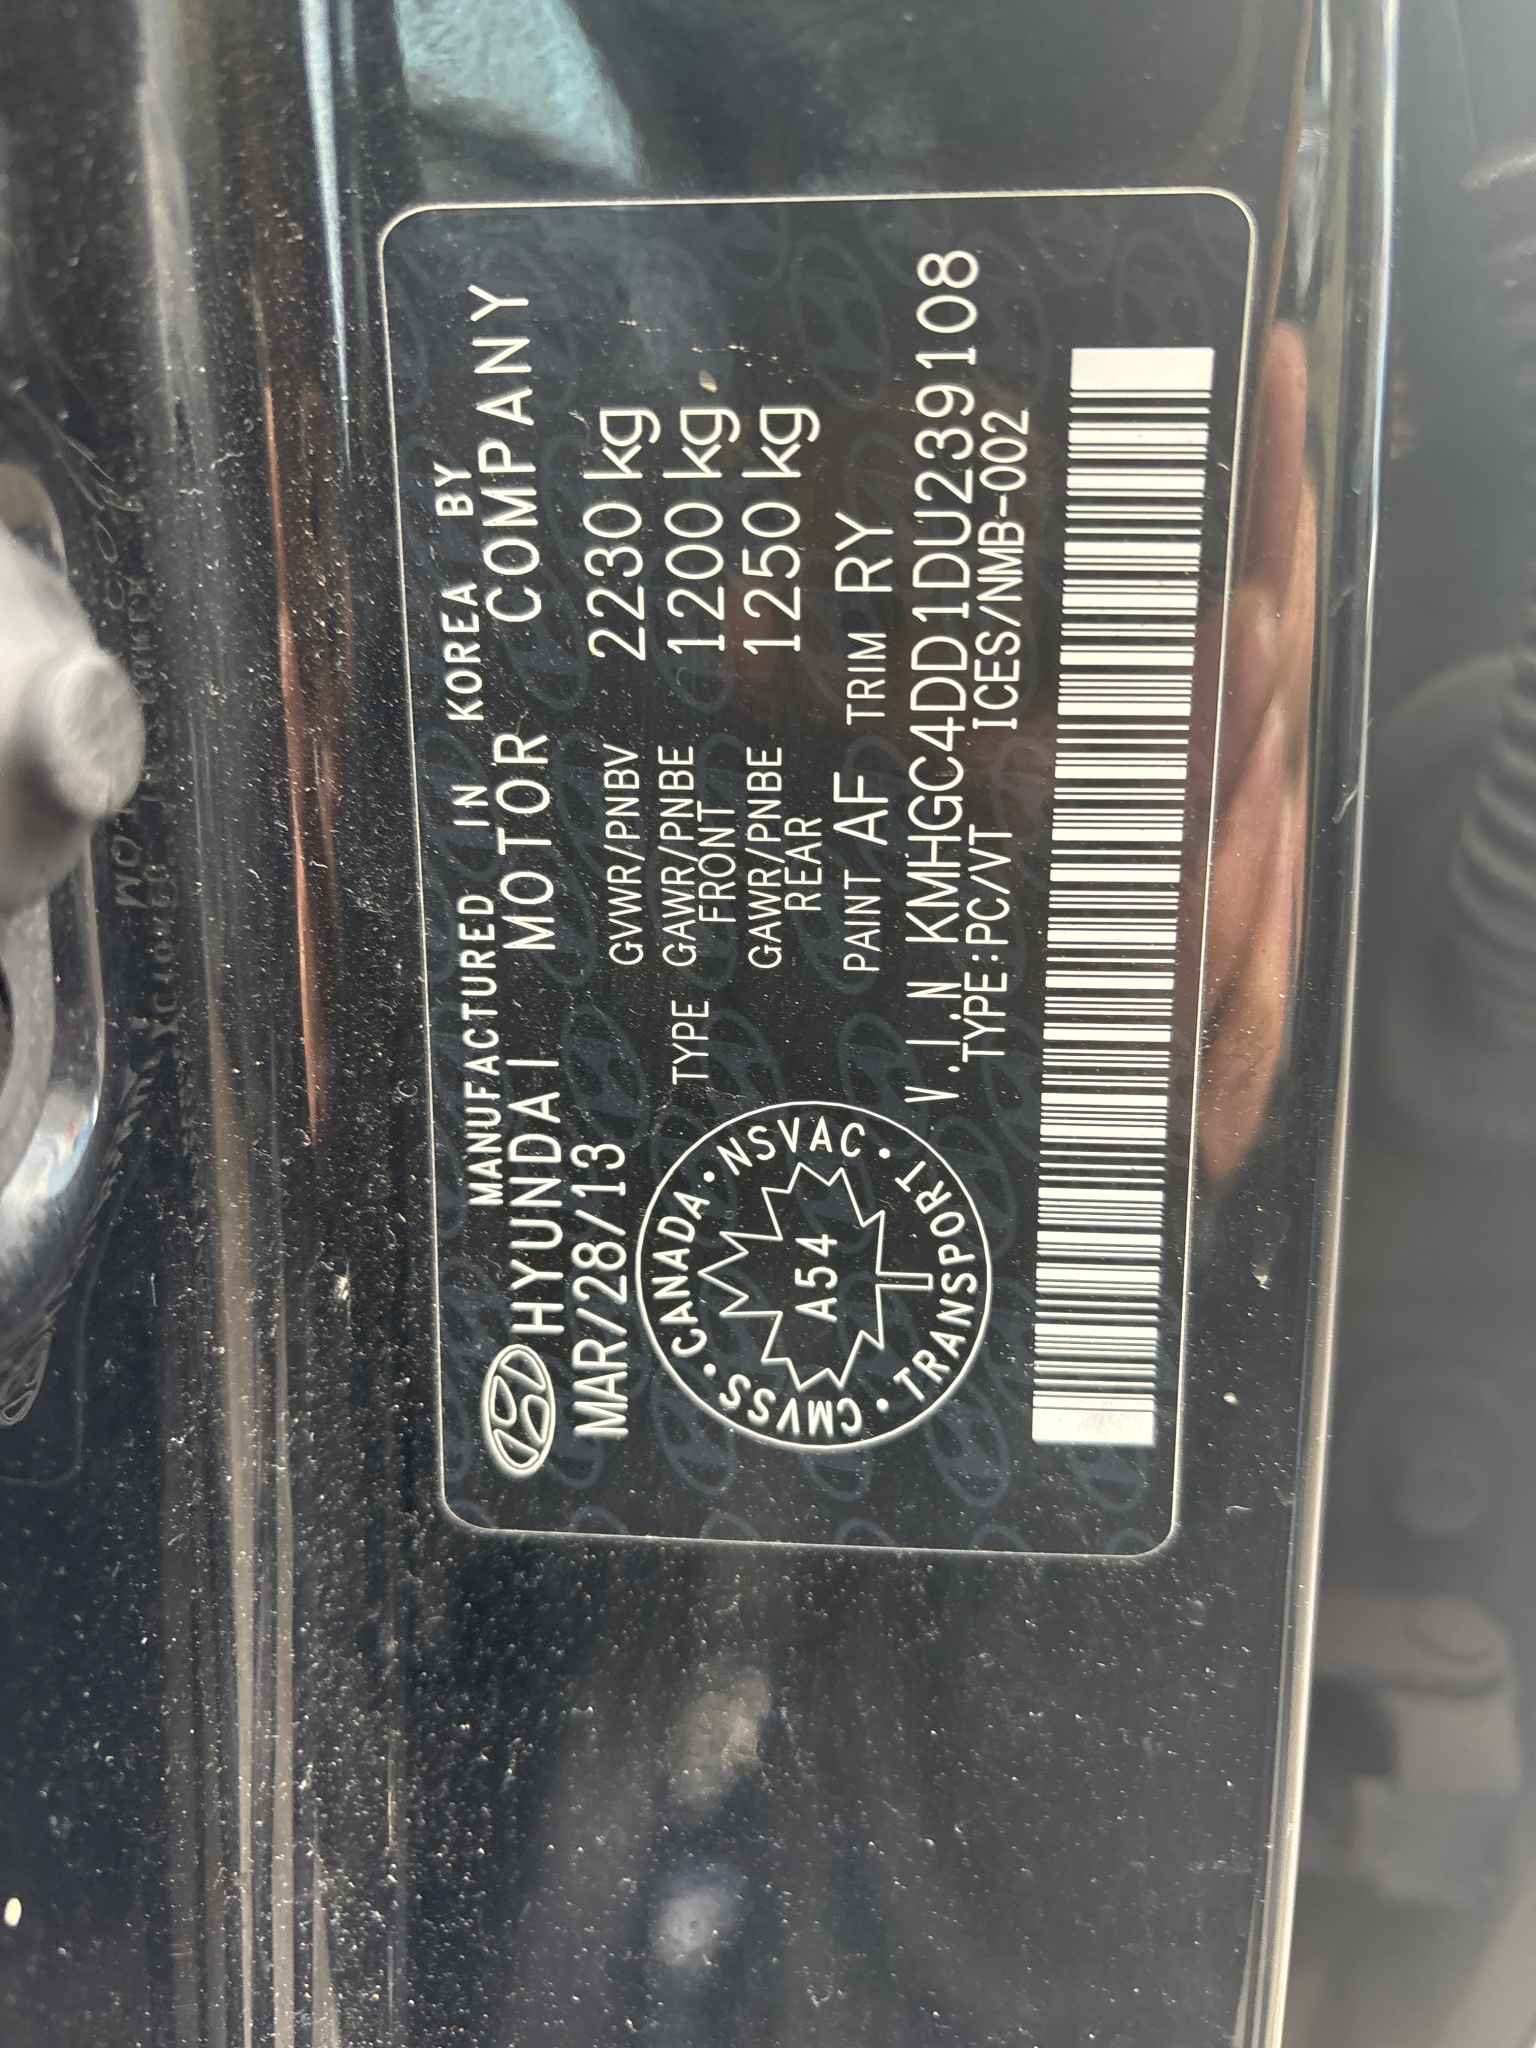 MANUFACTURED IN KOREA BY
HYUNDAI MOTOR COMPANY
MAR/28/13
GVWR/PNBV 2230 kg
TYPE GAWR/PNBE FRONT 1200 kg
GAWR/PNBE REAR 1250 kg
PAINT AF TRIM RY
CMVSS • CANADA • NSVAC • TRANSPORT •
A54
V.I.N KMHGC4DD1DU239108
TYPE:PC/VT ICES/NMB-002